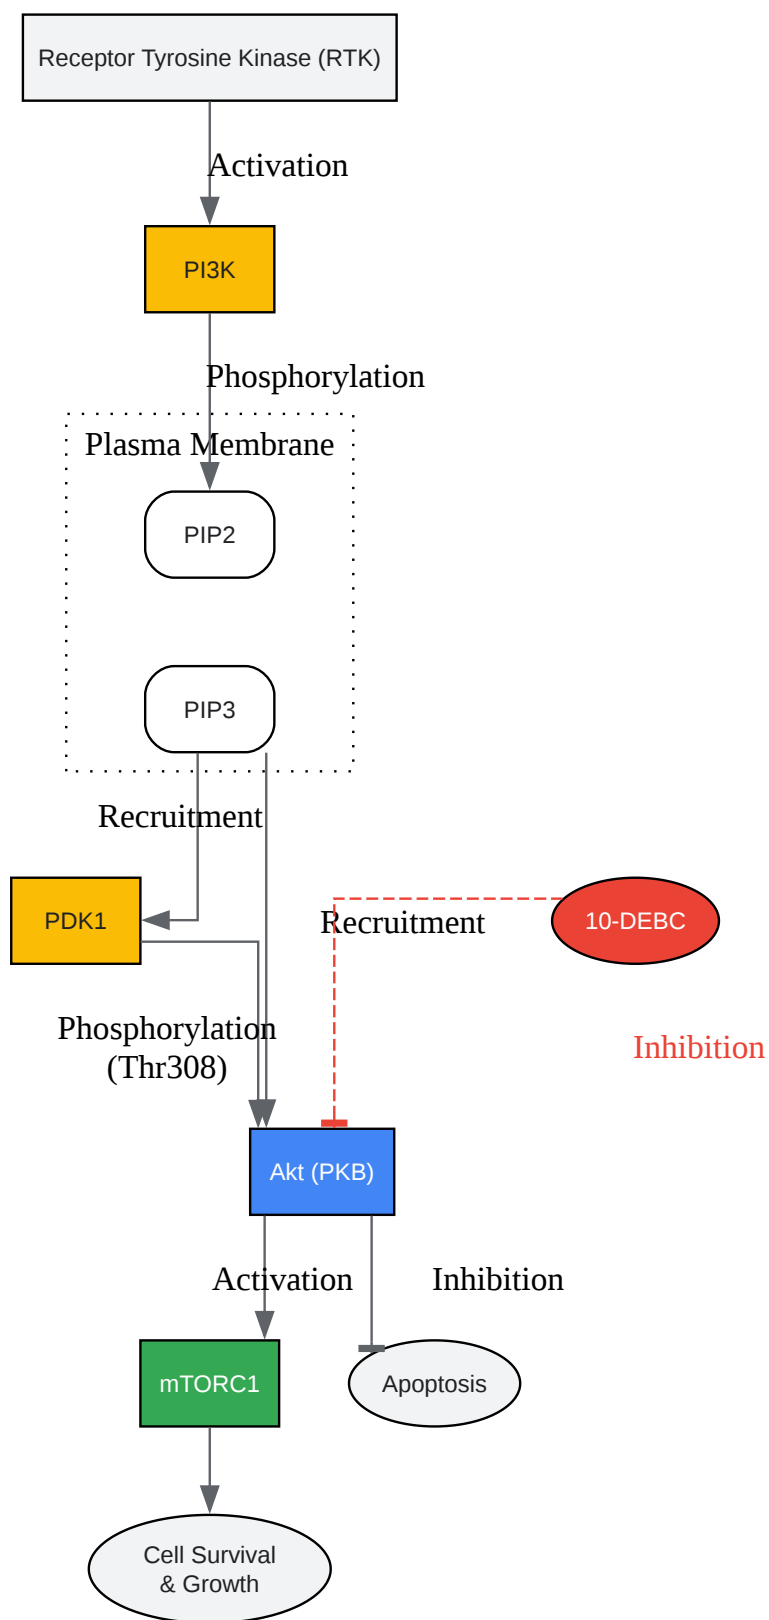 Receptor Tyrosine Kinase (RTK)
Activation
PI3K
Phosphorylation
Plasma Membrane
PIP2
PIP3
Recruitment
PDK1
Recruitment
10-DEBC
Phosphorylation
(Thr308)
Inhibition
Akt (PKB)
Activation
Inhibition
mTORC1
Apoptosis
Cell Survival
& Growth